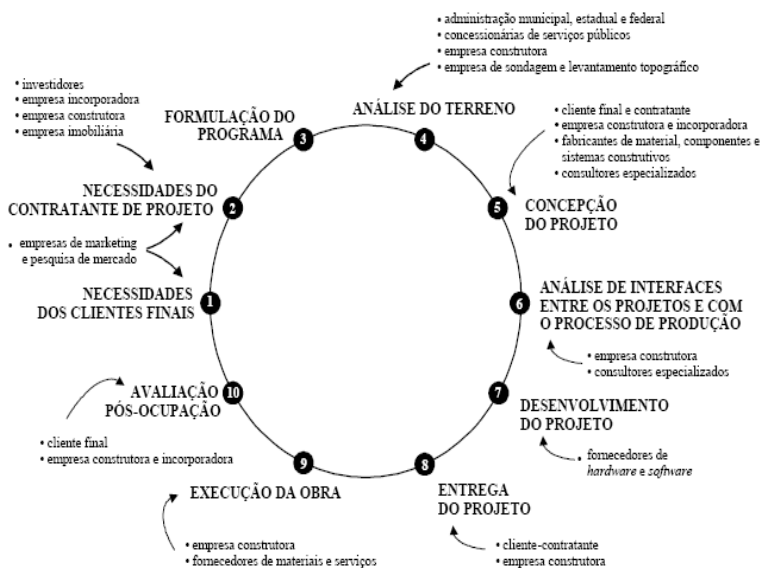 • administração municipal, estadual e federal
• concessionárias de serviços públicos
• empresa construtora
• empresa de sondagem e levantamento topográfico
• investidores
• empresa incorporadora
• empresa construtora
• empresa imobiliária
FORMULAÇÃO DO
PROGRAMA
3
ANÁLISE DO TERRENO
4
• cliente final e contratante
• empresa construtora e incorporadora
• fabricantes de material, componentes e
sistemas construtivos
• consultores especializados
NECESSIDADES DO
CONTRATANTE DE PROJETO
2
5
CONCEPÇÃO
DO PROJETO
• empresas de marketing
e pesquisa de mercado
NECESSIDADES
DOS CLIENTES FINAIS
1
6
ANÁLISE DE INTERFACES
ENTRE OS PROJETOS E COM
O PROCESSO DE PRODUÇÃO
• empresa construtora
• consultores especializados
AVALIAÇÃO
PÓS-OCUPAÇÃO
10
7
DESENVOLVIMENTO
DO PROJETO
• cliente final
• empresa construtora e incorporadora
• fornecedores de
hardware e software
9
EXECUÇÃO DA OBRA
8
ENTREGA
DO PROJETO
• empresa construtora
• fornecedores de materiais e serviços
• cliente-contratante
• empresa construtora